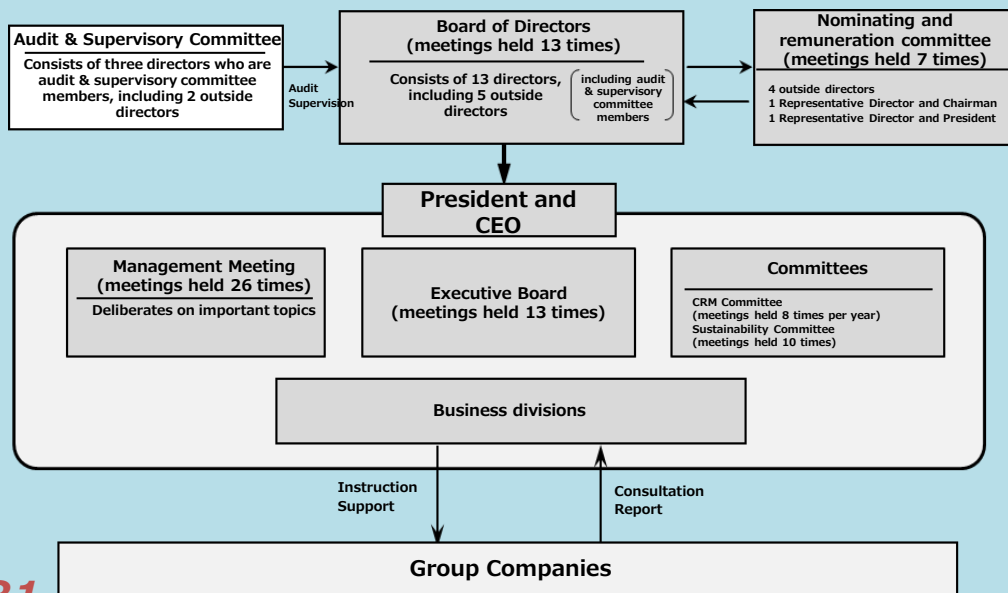 Audit & Supervisory Committee
Consists of three directors who are
audit & supervisory committee
members, including 2 outside
directors
Audit
Supervision
Board of Directors
(meetings held 13 times)
Consists of 13 directors,
including 5 outside
directors
including audit
& supervisory
committee
members
Nominating and
remuneration committee
(meetings held 7 times)
4 outside directors
1 Representative Director and Chairman
1 Representative Director and President
President and
CEO
Management Meeting
(meetings held 26 times)
Deliberates on important topics
Executive Board
(meetings held 13 times)
Committees
CRM Committee
(meetings held 8 times per year)
Sustainability Committee
(meetings held 10 times)
Business divisions
Instruction
Support
Consultation
Report
Group Companies